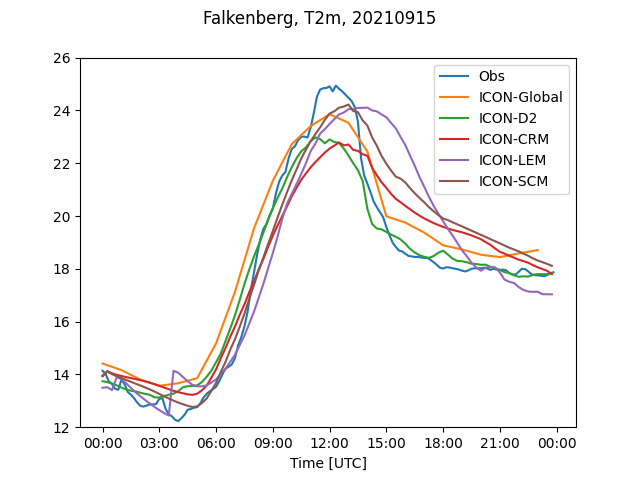 Falkenberg, T2m, 20210915
26
24
22
20
18
16
14
12
Obs
ICON-Global
ICON-D2
ICON-CRM
ICON-LEM
ICON-SCM
00:00 03:00 06:00 09:00 12:00 15:00 18:00 21:00 00:00
Time [UTC]